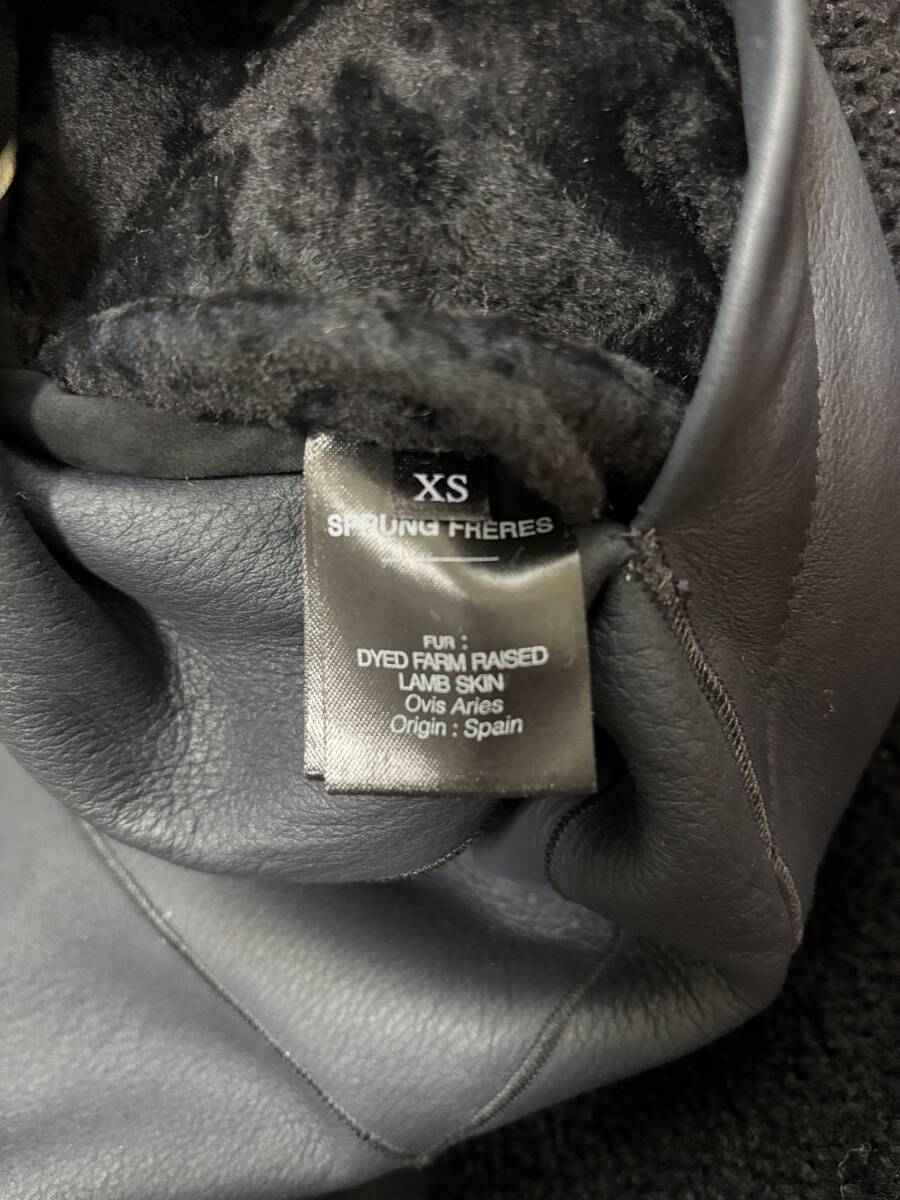 XS
SPRUNG FRERES
FUR :
DYED FARM RAISED
LAMB SKIN
Ovis Aries
Origin : Spain